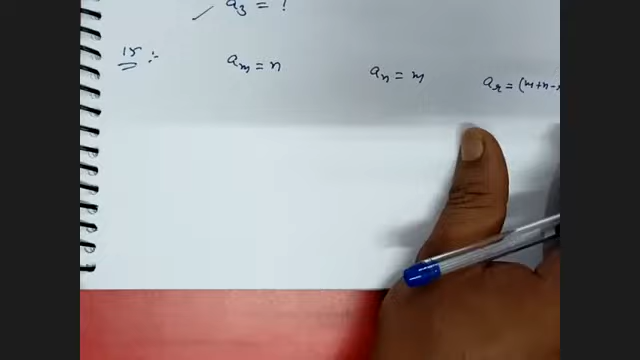 a₃ = ?
15 :-
aₘ = n
aₙ = m
aᵣ = (m+n-